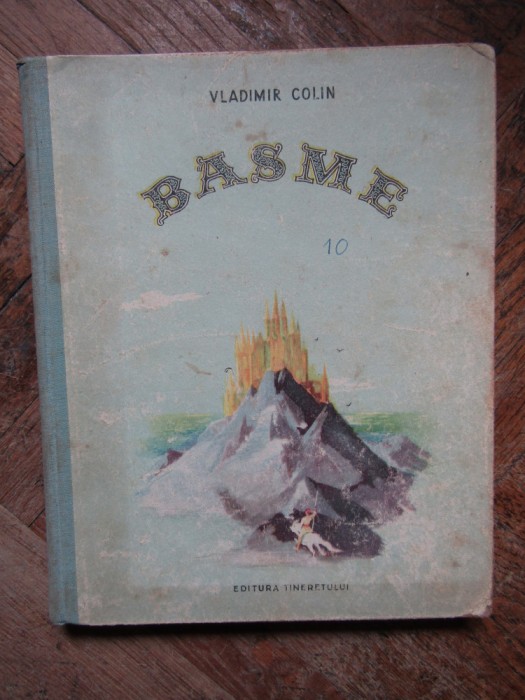 VLADIMIR COLIN
BASME
10
EDITURA TINERETULUI